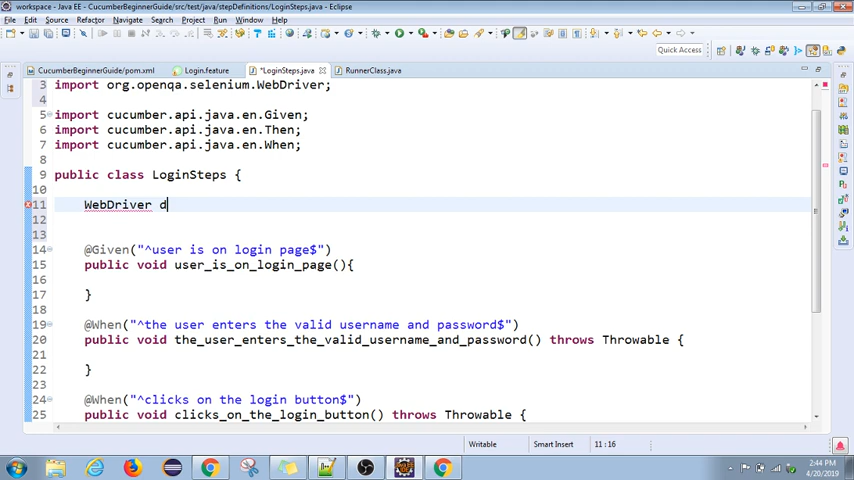 workspace - Java EE - CucumberBeginnerGuide/src/test/java/stepDefinitions/LoginSteps.java - Eclipse
File Edit Source Refactor Navigate Search Project Run Window Help
Quick Access
CucumberBeginnerGuide/pom.xml Login.feature *LoginSteps.java RunnerClass.java
3 import org.openqa.selenium.WebDriver;
4
5 import cucumber.api.java.en.Given;
6 import cucumber.api.java.en.Then;
7 import cucumber.api.java.en.When;
8
9 public class LoginSteps {
10
11 WebDriver d
12
13
14 @Given("^user is on login page$")
15 public void user_is_on_login_page(){
16
17 }
18
19 @When("^the user enters the valid username and password$")
20 public void the_user_enters_the_valid_username_and_password() throws Throwable {
21
22 }
23
24 @When("^clicks on the login button$")
25 public void clicks_on_the_login_button() throws Throwable {
Writable Smart Insert 11 : 16
2:44 PM
4/20/2019